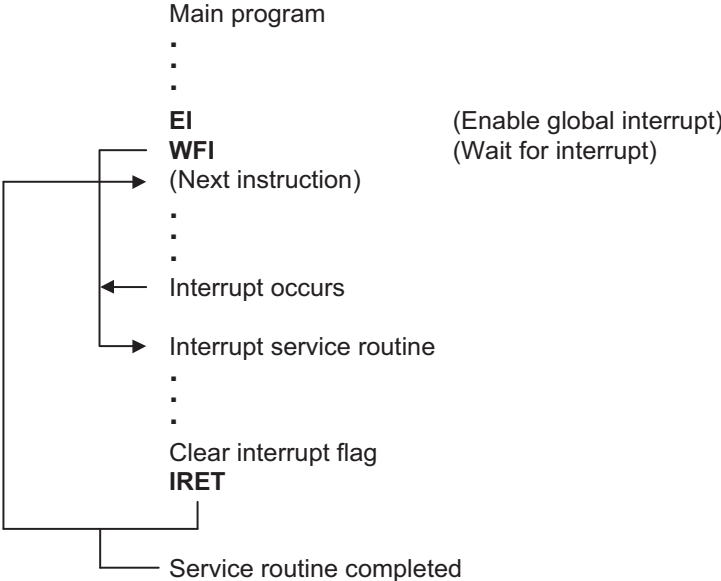 Main program
.
.
.
EI (Enable global interrupt)
WFI (Wait for interrupt)
(Next instruction)
.
.
.
Interrupt occurs
Interrupt service routine
.
.
.
Clear interrupt flag
IRET
Service routine completed